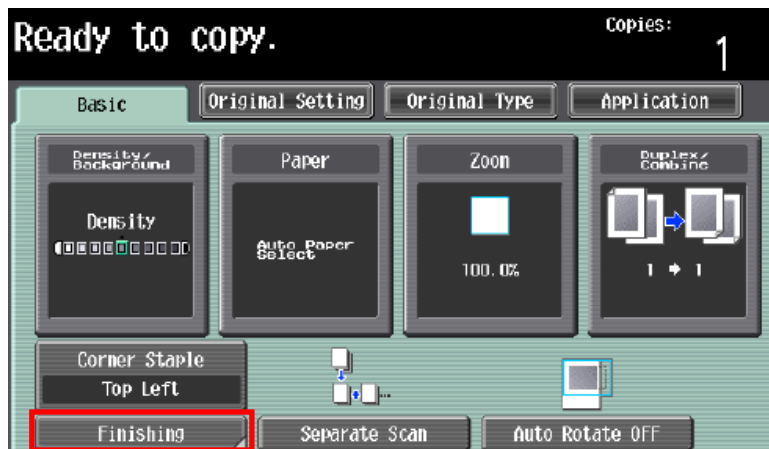 Ready to copy.
Copies:
1
Basic
Original Setting
Original Type
Application
Density/
Background
Paper
Zoom
Duplex/
Combine
Density
Auto Paper
Select
100.0%
1 → 1
Corner Staple
Top Left
Finishing
Separate Scan
Auto Rotate OFF